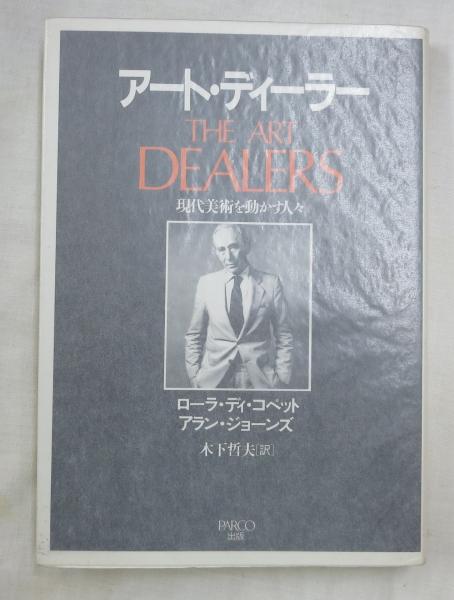 アート・ディーラー
THE ART
DEALERS
現代美術を動かす人々
ローラ・ディ・コペット
アラン・ジョーンズ
木下哲夫[訳]
PARCO
出版